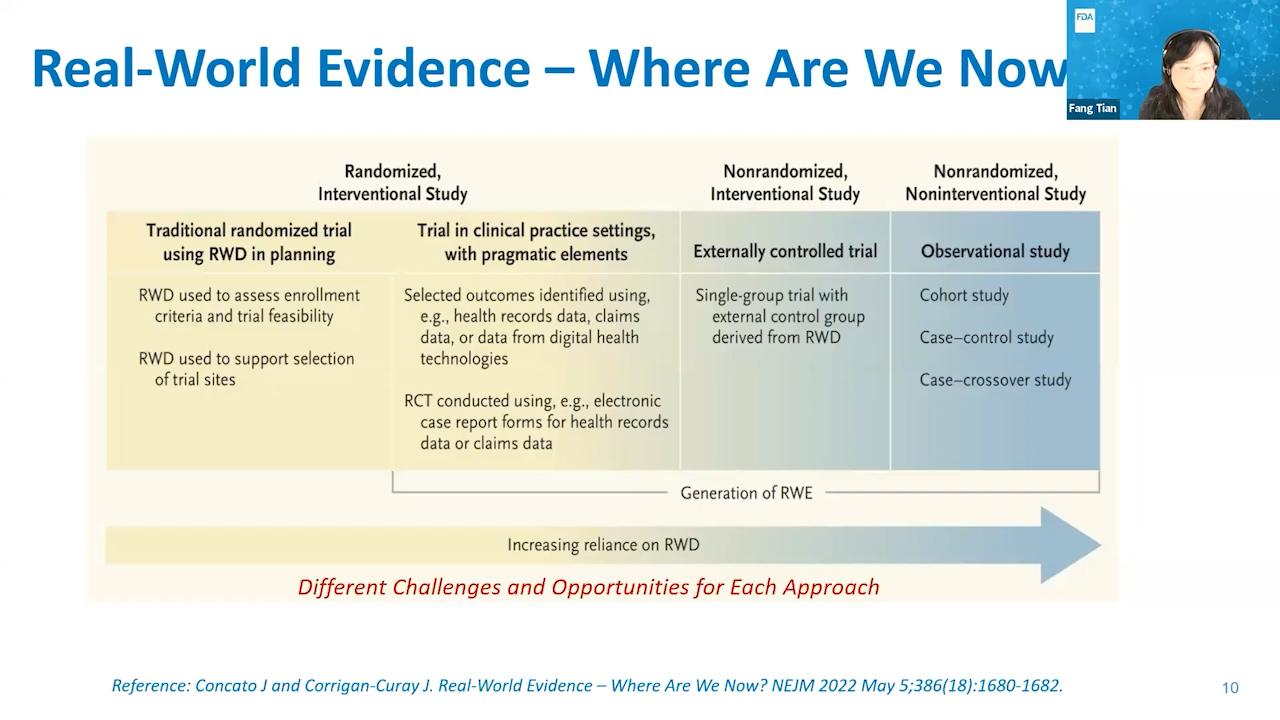 Real-World Evidence – Where Are We Now
FDA
Fang Tian
Randomized,
Interventional Study
Nonrandomized,
Interventional Study
Nonrandomized,
Noninterventional Study
Traditional randomized trial
using RWD in planning
Trial in clinical practice settings,
with pragmatic elements
Externally controlled trial
Observational study
RWD used to assess enrollment
criteria and trial feasibility
RWD used to support selection
of trial sites
Selected outcomes identified using,
e.g., health records data, claims
data, or data from digital health
technologies
RCT conducted using, e.g., electronic
case report forms for health records
data or claims data
Single-group trial with
external control group
derived from RWD
Cohort study
Case–control study
Case–crossover study
Generation of RWE
Increasing reliance on RWD
Different Challenges and Opportunities for Each Approach
Reference: Concato J and Corrigan-Curay J. Real-World Evidence – Where Are We Now? NEJM 2022 May 5;386(18):1680-1682.
10